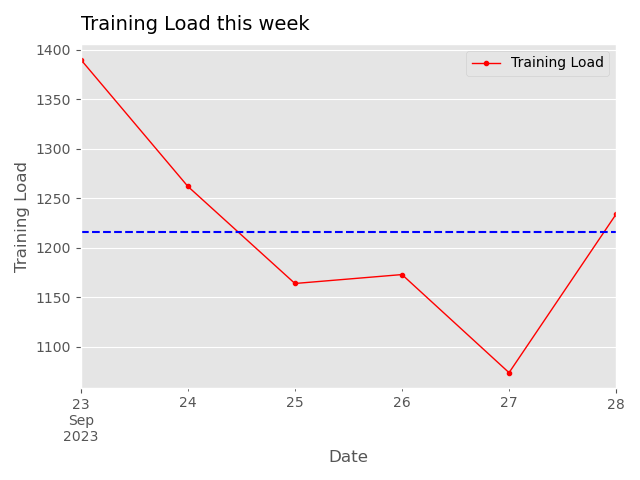 Training Load this week
Training Load
1400
1350
1300
1250
1200
1150
1100
Training Load
23
Sep
2023
24
25
26
27
28
Date